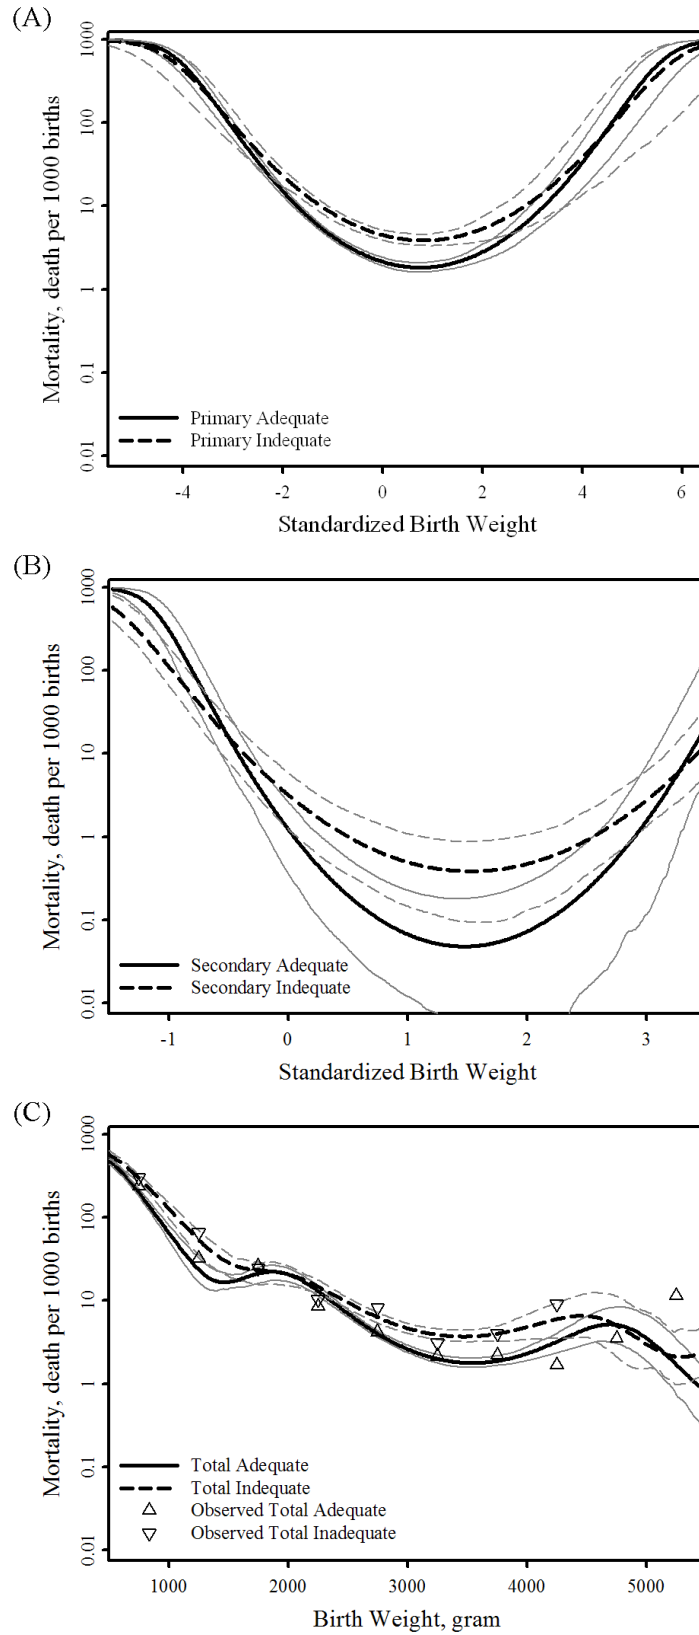 (A)
Mortality, death per 1000 births
1000
100
10
1
0.1
0.01
Primary Adequate
Primary Indequate
-4 -2 0 2 4 6
Standardized Birth Weight
(B)
Mortality, death per 1000 births
1000
100
10
1
0.1
0.01
Secondary Adequate
Secondary Indequate
-1 0 1 2 3
Standardized Birth Weight
(C)
Mortality, death per 1000 births
1000
100
10
1
0.1
0.01
Total Adequate
Total Indequate
Observed Total Adequate
Observed Total Inadequate
1000 2000 3000 4000 5000
Birth Weight, gram